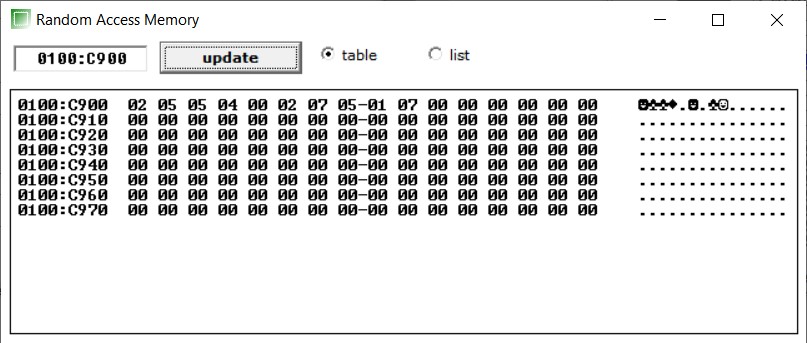 Random Access Memory
0100:C900 update table list
0100:C900 02 05 05 04 00 02 07 05-01 07 00 00 00 00 00 00 ☻♣♣♦.☻.♣☺.......
0100:C910 00 00 00 00 00 00 00 00-00 00 00 00 00 00 00 00 ................
0100:C920 00 00 00 00 00 00 00 00-00 00 00 00 00 00 00 00 ................
0100:C930 00 00 00 00 00 00 00 00-00 00 00 00 00 00 00 00 ................
0100:C940 00 00 00 00 00 00 00 00-00 00 00 00 00 00 00 00 ................
0100:C950 00 00 00 00 00 00 00 00-00 00 00 00 00 00 00 00 ................
0100:C960 00 00 00 00 00 00 00 00-00 00 00 00 00 00 00 00 ................
0100:C970 00 00 00 00 00 00 00 00-00 00 00 00 00 00 00 00 ................